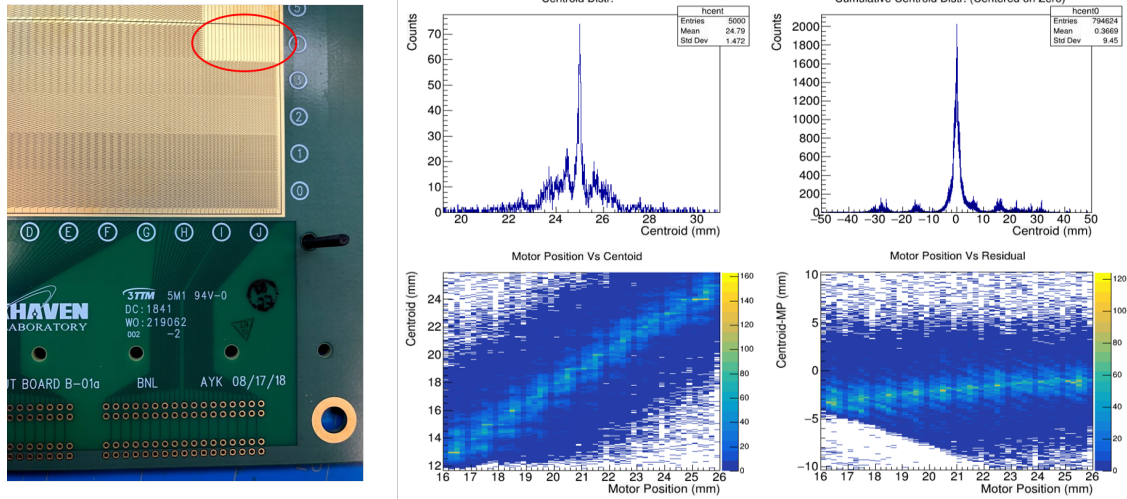 5
3
2
1
0
D E F G H I J
KHAVEN
LABORATORY
3TTM 5M1 94V-0
DC:1841
WO:219062
002 -2
UT BOARD B-01a BNL AYK 08/17/18
Centroid Distr.
hcent
Entries 5000
Mean 24.79
Std Dev 1.472
Counts
70
60
50
40
30
20
10
0
20 22 24 26 28 30
Centroid (mm)
Cumulative Centroid Distr. (Centered on Zero)
hcent0
Entries 794624
Mean 0.3669
Std Dev 9.45
Counts
2000
1800
1600
1400
1200
1000
800
600
400
200
0
−50 −40 −30 −20 −10 0 10 20 30 40 50
Centroid (mm)
Motor Position Vs Centoid
Centroid (mm)
24
22
20
18
16
14
12
16 17 18 19 20 21 22 23 24 25 26
Motor Position (mm)
160
140
120
100
80
60
40
20
0
Motor Position Vs Residual
Centroid-MP (mm)
10
5
0
−5
−10
16 17 18 19 20 21 22 23 24 25 26
Motor Position (mm)
120
100
80
60
40
20
0